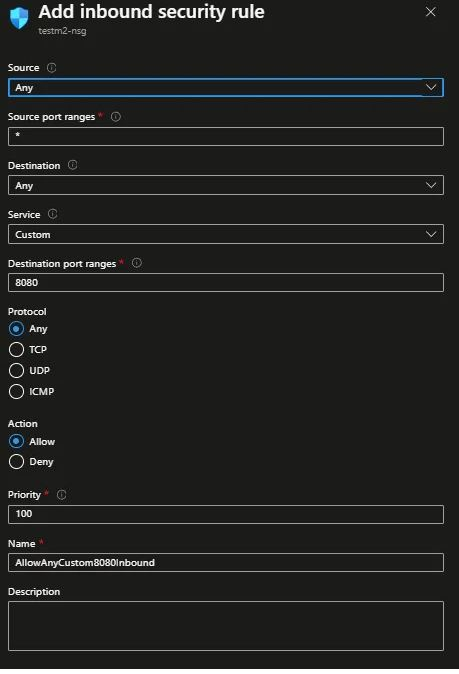 Add inbound security rule
testm2-nsg
Source
Any
Source port ranges *
*
Destination
Any
Service
Custom
Destination port ranges *
8080
Protocol
Any
TCP
UDP
ICMP
Action
Allow
Deny
Priority *
100
Name *
AllowAnyCustom8080Inbound
Description